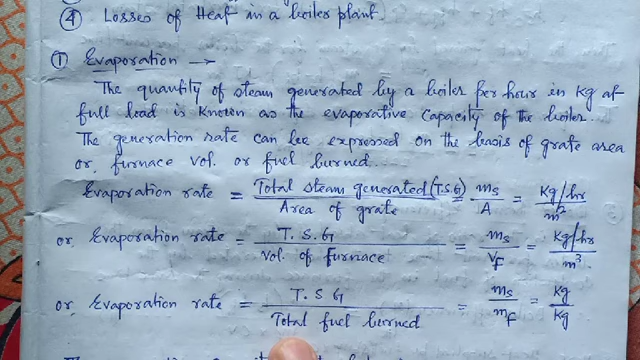 ④ Losses of Heat in a boiler plant.
① Evaporation →
The quantity of steam generated by a boiler per hour in Kg at
full load is Known as the evaporative Capacity of the boiler.
The generation rate can be expressed on the basis of grate area
or furnace vol. or fuel burned...
Evaporation rate = Total steam generated (T.S.G) / Area of grate = ms / A = Kg/hr / m²
or, Evaporation rate = T. S. G / Vol. of furnace = ms / VF = Kg/hr / m³.
or, Evaporation rate = T. S G / Total fuel burned = ms / mF = Kg / Kg